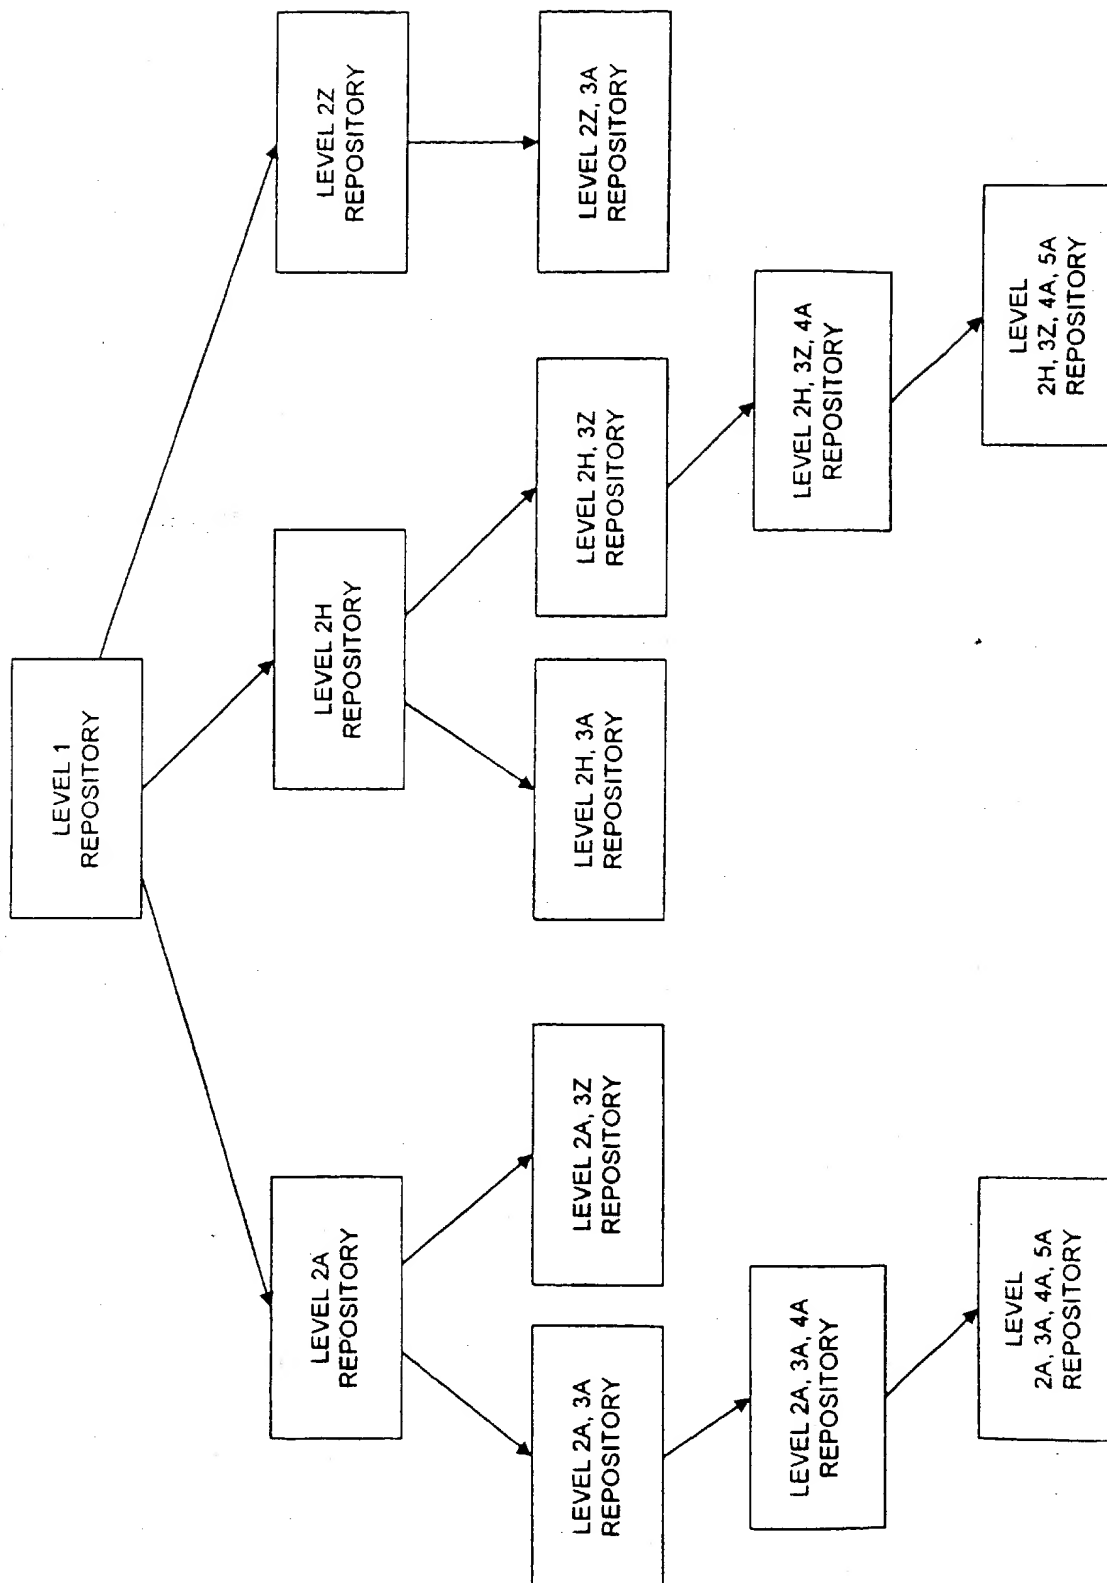 LEVEL 1
REPOSITORY
LEVEL 2A
REPOSITORY
LEVEL 2H
REPOSITORY
LEVEL 2Z
REPOSITORY
LEVEL 2A, 3A
REPOSITORY
LEVEL 2A, 3Z
REPOSITORY
LEVEL 2H, 3A
REPOSITORY
LEVEL 2H, 3Z
REPOSITORY
LEVEL 2Z, 3A
REPOSITORY
LEVEL 2A, 3A, 4A
REPOSITORY
LEVEL 2H, 3Z, 4A
REPOSITORY
LEVEL
2A, 3A, 4A, 5A
REPOSITORY
LEVEL
2H, 3Z, 4A, 5A
REPOSITORY